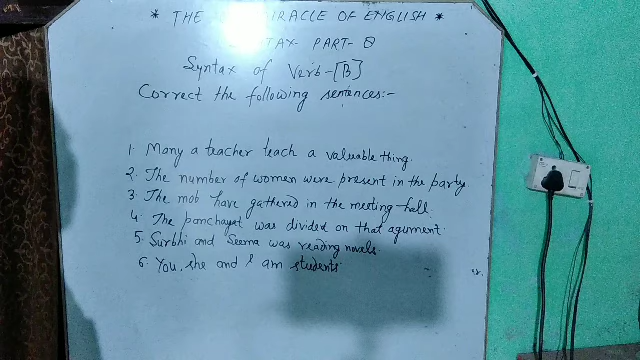 * THE MIRACLE OF ENGLISH *
TAX- PART- 8
Syntax of Verb-[B]
Correct the following sentences:-
1. Many a teacher teach a valuable thing.
2. The number of women were present in the party
3. The mob have gathered in the meeting hall.
4. The panchayat was divided on that agument.
5. Surbhi and Seema was reading novels.
6. You, she and I am students.